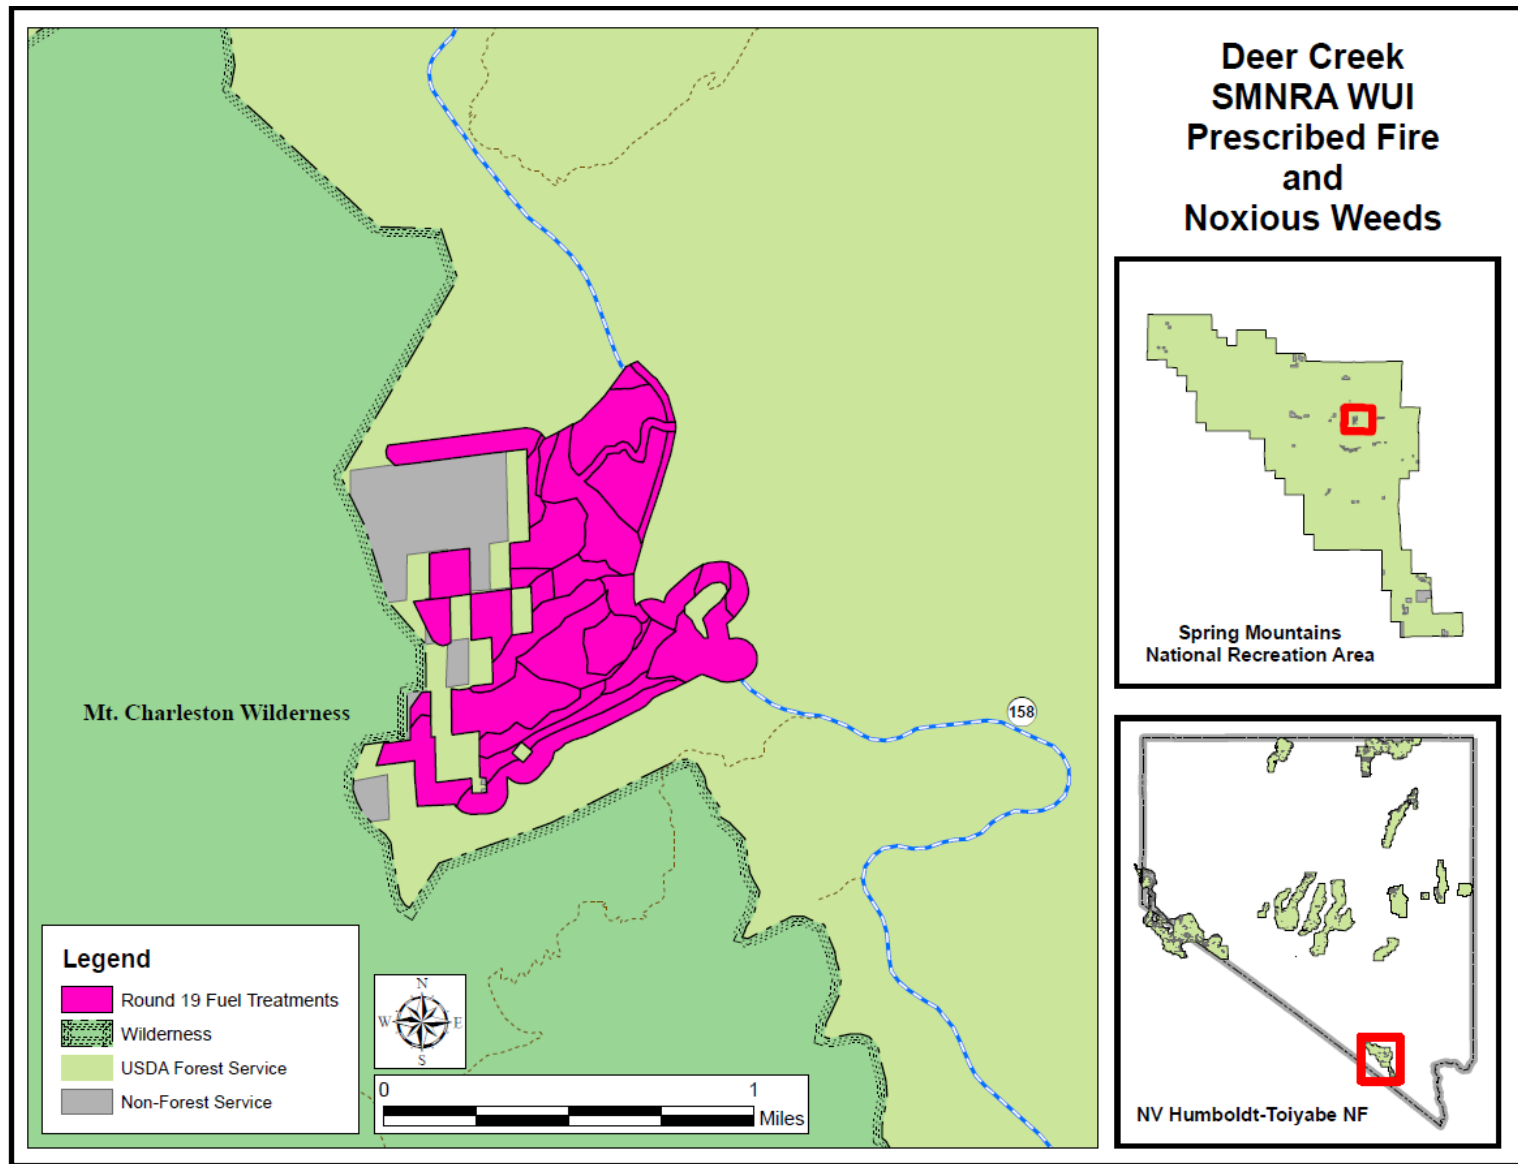 Deer Creek
SMNRA WUI
Prescribed Fire
and
Noxious Weeds
Spring Mountains
National Recreation Area
158
Mt. Charleston Wilderness
Legend
Round 19 Fuel Treatments
Wilderness
USDA Forest Service
Non-Forest Service
N
W E
S
0 1
Miles
NV Humboldt-Toiyabe NF